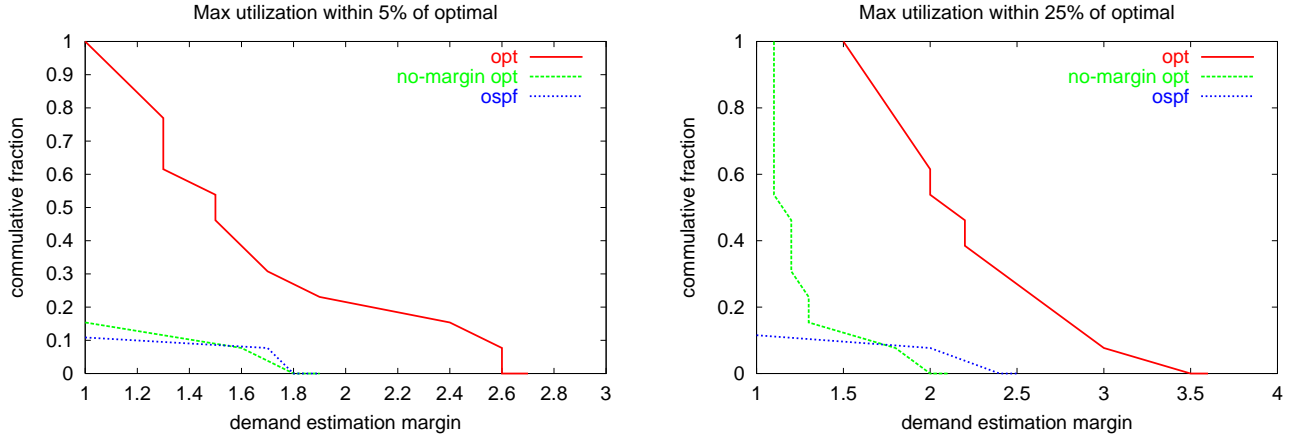 Max utilization within 5% of optimal
commulative fraction
1
0.9
0.8
0.7
0.6
0.5
0.4
0.3
0.2
0.1
0
opt
no-margin opt
ospf
1 1.2 1.4 1.6 1.8 2 2.2 2.4 2.6 2.8 3
demand estimation margin
Max utilization within 25% of optimal
commulative fraction
1
0.8
0.6
0.4
0.2
0
opt
no-margin opt
ospf
1 1.5 2 2.5 3 3.5 4
demand estimation margin